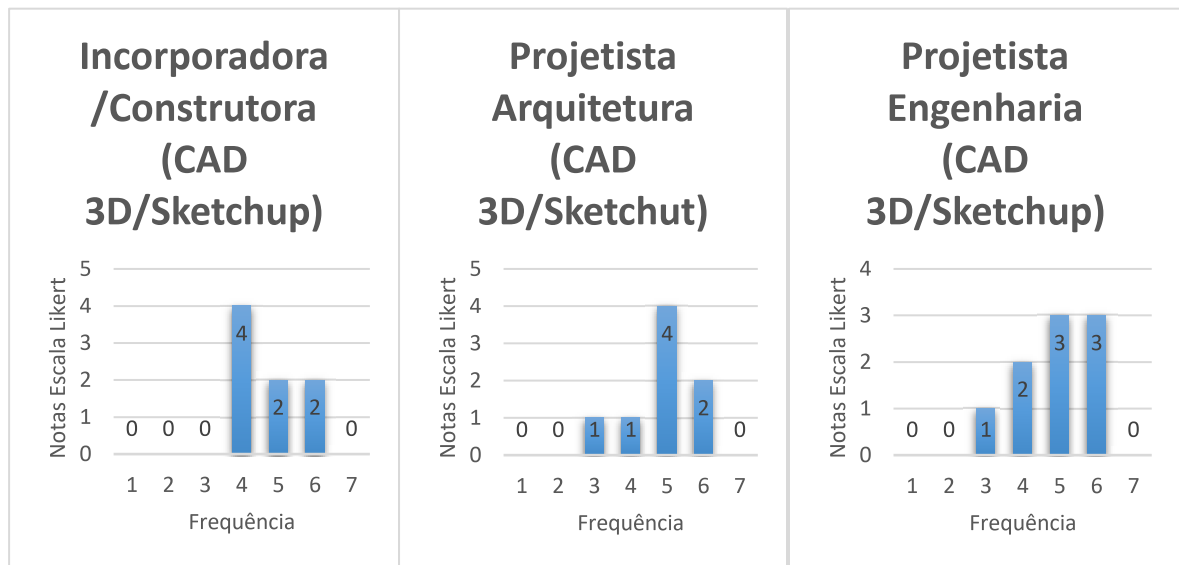 Incorporadora
/Construtora
(CAD
3D/Sketchup)
Notas Escala Likert
5
4
3
2
1
0
0 0 0 4 2 2 0
1 2 3 4 5 6 7
Frequência
Projetista
Arquitetura
(CAD
3D/Sketchut)
Notas Escala Likert
5
4
3
2
1
0
0 0 1 1 4 2 0
1 2 3 4 5 6 7
Frequência
Projetista
Engenharia
(CAD
3D/Sketchup)
Notas Escala Likert
4
3
2
1
0
0 0 1 2 3 3 0
1 2 3 4 5 6 7
Frequência